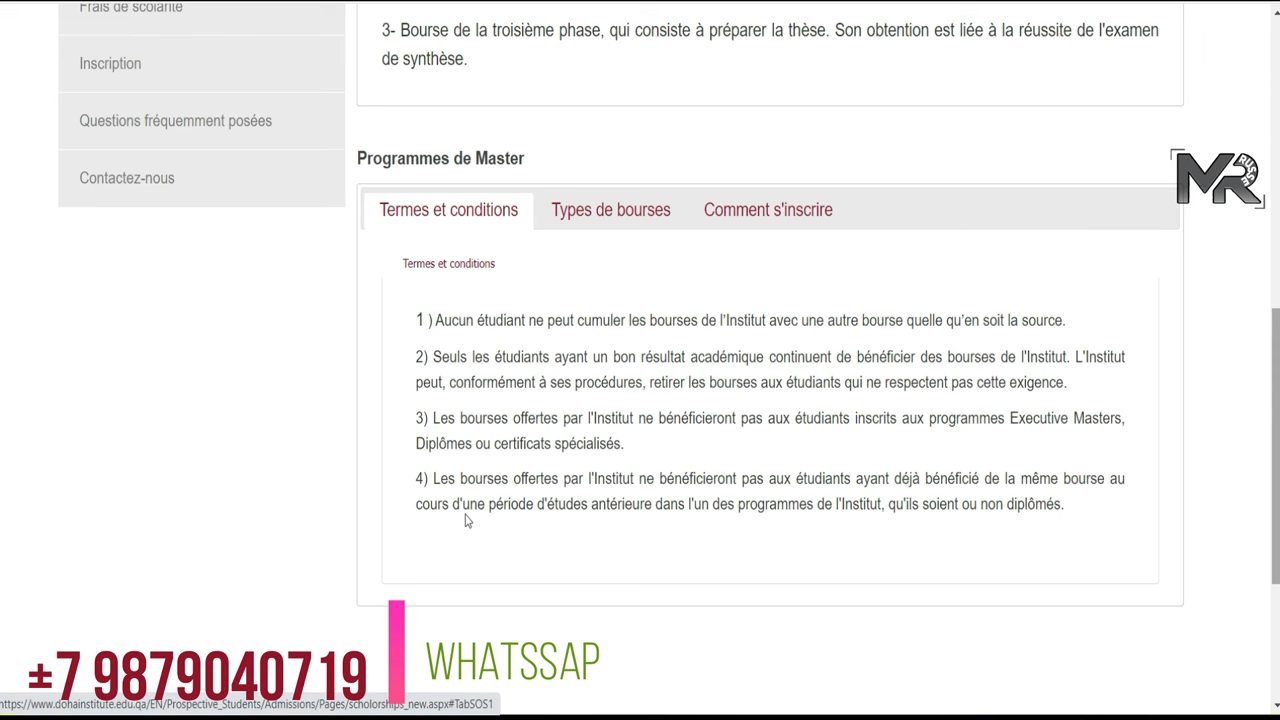 Frais de scolarité
3- Bourse de la troisième phase, qui consiste à préparer la thèse. Son obtention est liée à la réussite de l'examen
de synthèse.
Inscription
Questions fréquemment posées
Contactez-nous
Programmes de Master
MR
RUSSIE
Termes et conditions Types de bourses Comment s'inscrire
Termes et conditions
1 ) Aucun étudiant ne peut cumuler les bourses de l'Institut avec une autre bourse quelle qu'en soit la source.
2) Seuls les étudiants ayant un bon résultat académique continuent de bénéficier des bourses de l'Institut. L'Institut
peut, conformément à ses procédures, retirer les bourses aux étudiants qui ne respectent pas cette exigence.
3) Les bourses offertes par l'Institut ne bénéficieront pas aux étudiants inscrits aux programmes Executive Masters,
Diplômes ou certificats spécialisés.
4) Les bourses offertes par l'Institut ne bénéficieront pas aux étudiants ayant déjà bénéficié de la même bourse au
cours d'une période d'études antérieure dans l'un des programmes de l'Institut, qu'ils soient ou non diplômés.
±7 9879040719
WHATSSAP
https://www.dohainstitute.edu.qa/EN/Prospective_Students/Admissions/Pages/scholorships_new.aspx#TabSOS1